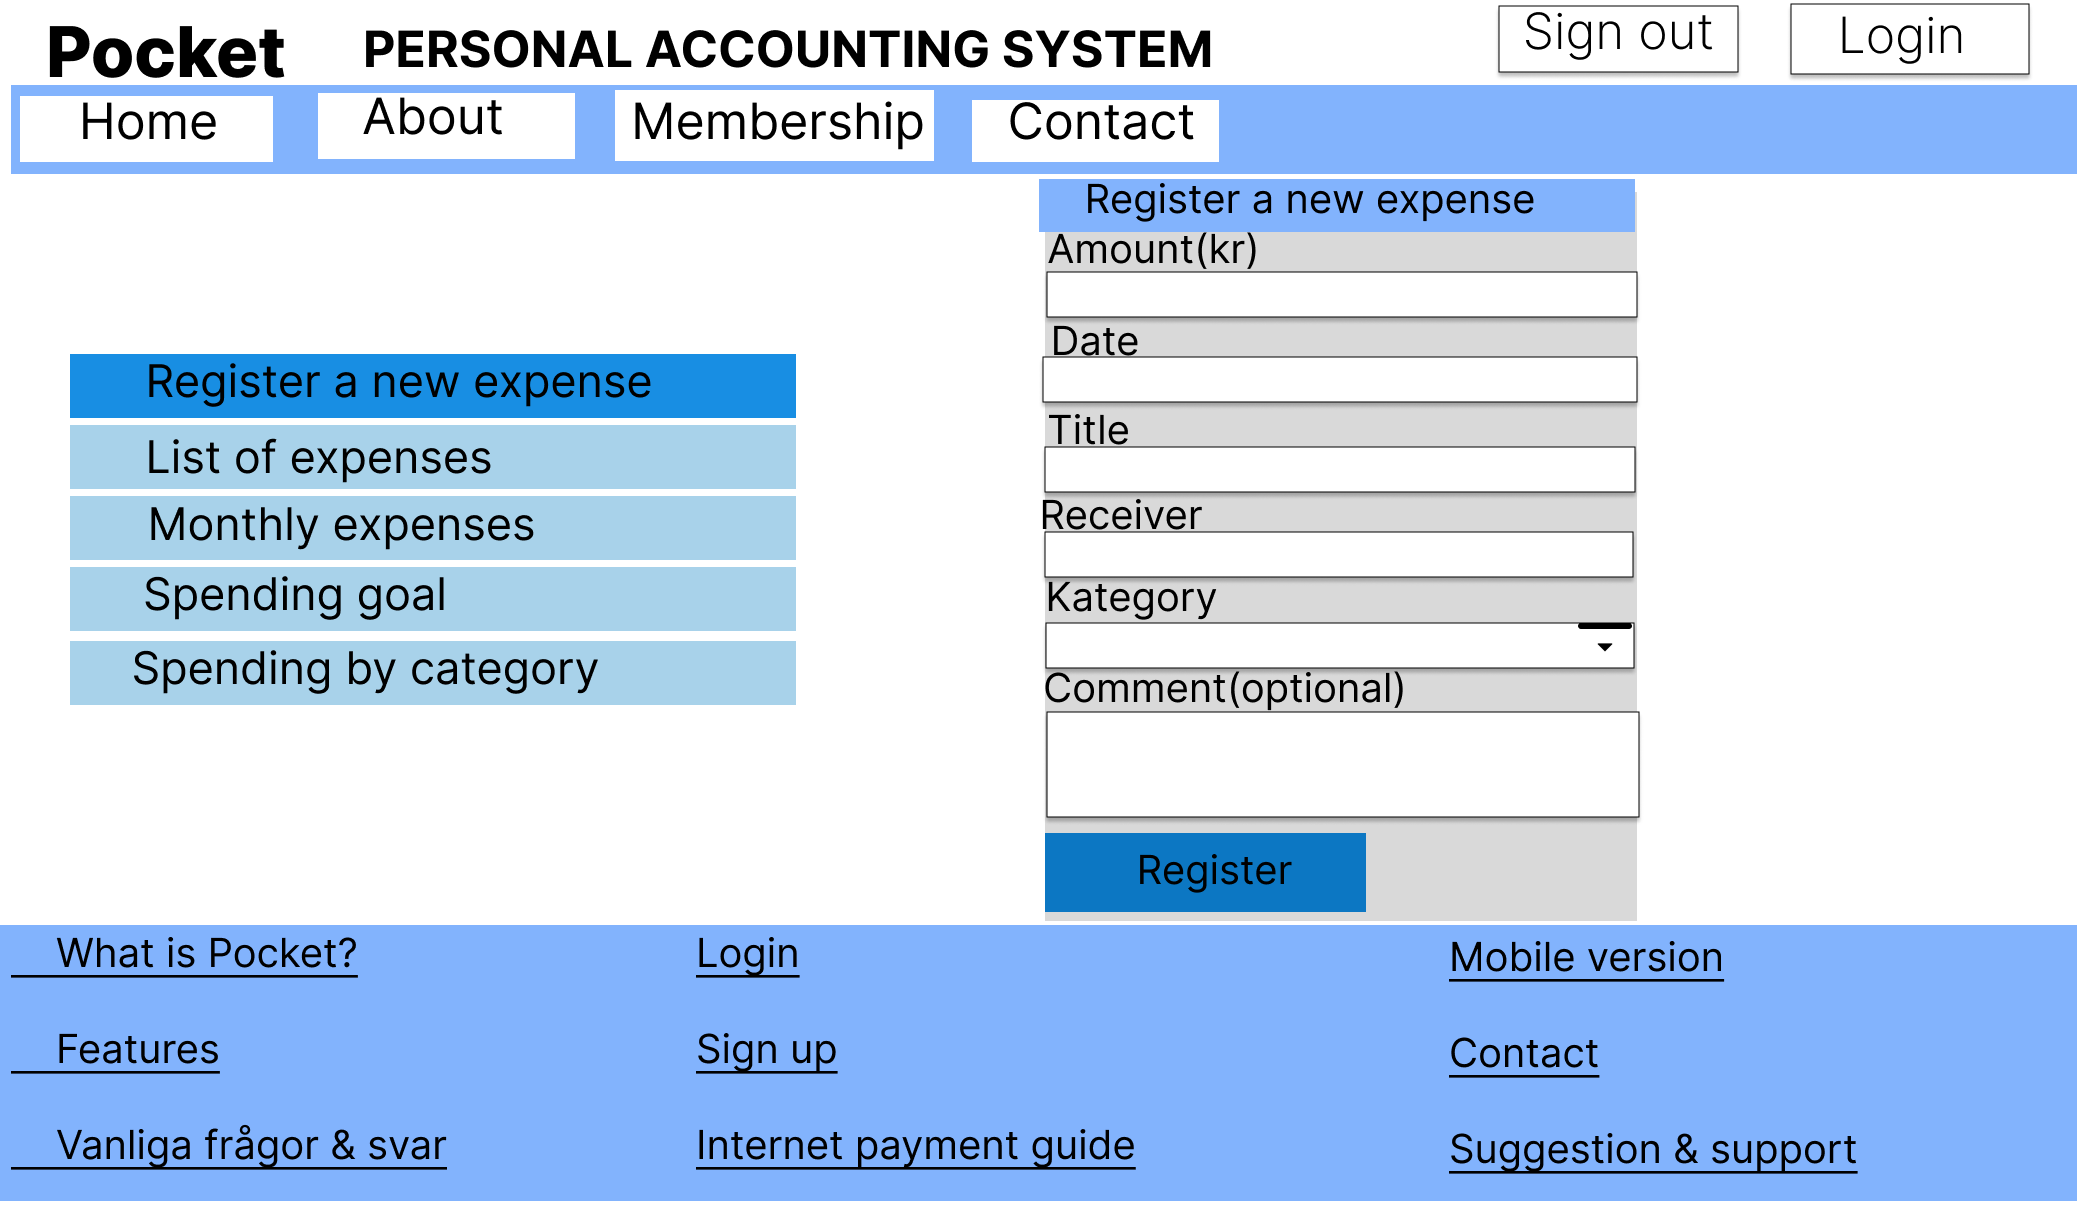 Pocket
PERSONAL ACCOUNTING SYSTEM
Sign out
Login
Home
About
Membership
Contact
Register a new expense
List of expenses
Monthly expenses
Spending goal
Spending by category
Register a new expense
Amount(kr)
Date
Title
Receiver
Kategory
Comment(optional)
Register
What is Pocket?
Features
Vanliga frågor & svar
Login
Sign up
Internet payment guide
Mobile version
Contact
Suggestion & support